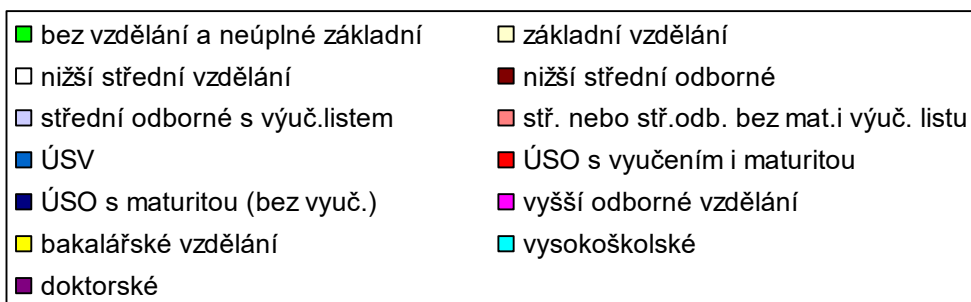 bez vzdělání a neúplné základní základní vzdělání
nižší střední vzdělání nižší střední odborné
střední odborné s výuč.listem stř. nebo stř.odb. bez mat.i výuč. listu
ÚSV ÚSO s vyučením i maturitou
ÚSO s maturitou (bez vyuč.) vyšší odborné vzdělání
bakalářské vzdělání vysokoškolské
doktorské